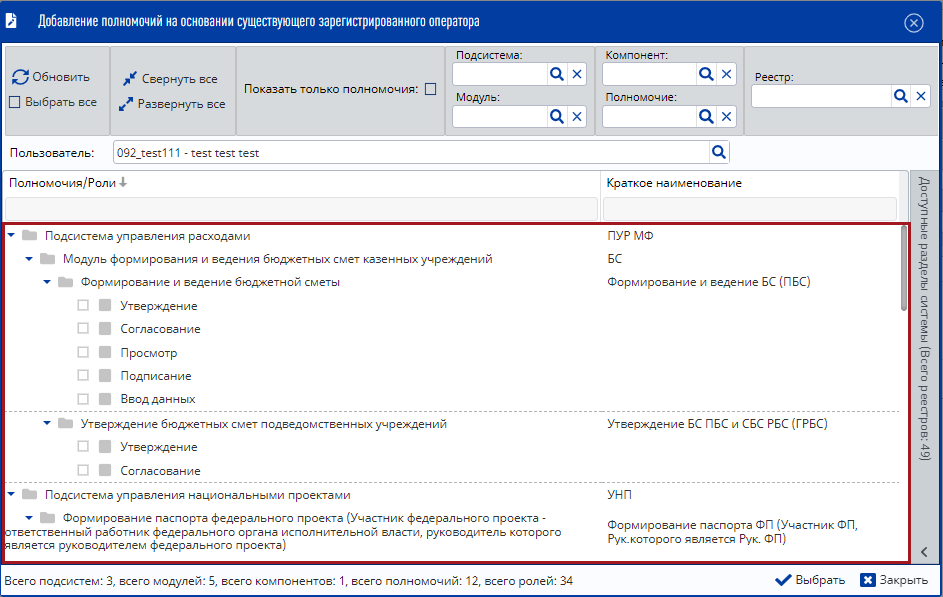 Добавление полномочий на основании существующего зарегистрированного оператора
Обновить
Выбрать все
Свернуть все
Развернуть все
Показать только полномочия:
Подсистема:
Модуль:
Компонент:
Полномочие:
Реестр:
Пользователь: 092_test111 - test test test
Полномочия/Роли Краткое наименование
Подсистема управления расходами ПУР МФ
Модуль формирования и ведения бюджетных смет казенных учреждений БС
Формирование и ведение бюджетной сметы Формирование и ведение БС (ПБС)
Утверждение
Согласование
Просмотр
Подписание
Ввод данных
Утверждение бюджетных смет подведомственных учреждений Утверждение БС ПБС и СБС РБС (ГРБС)
Утверждение
Согласование
Подсистема управления национальными проектами УНП
Формирование паспорта федерального проекта (Участник федерального проекта -
ответственный работник федерального органа исполнительной власти, руководитель которого
является руководителем федерального проекта)
Формирование паспорта ФП (Участник ФП,
Рук.которого является Рук. ФП)
Доступные разделы системы (Всего реестров: 49)
Всего подсистем: 3, всего модулей: 5, всего компонентов: 1, всего полномочий: 12, всего ролей: 34
Выбрать
Закрыть